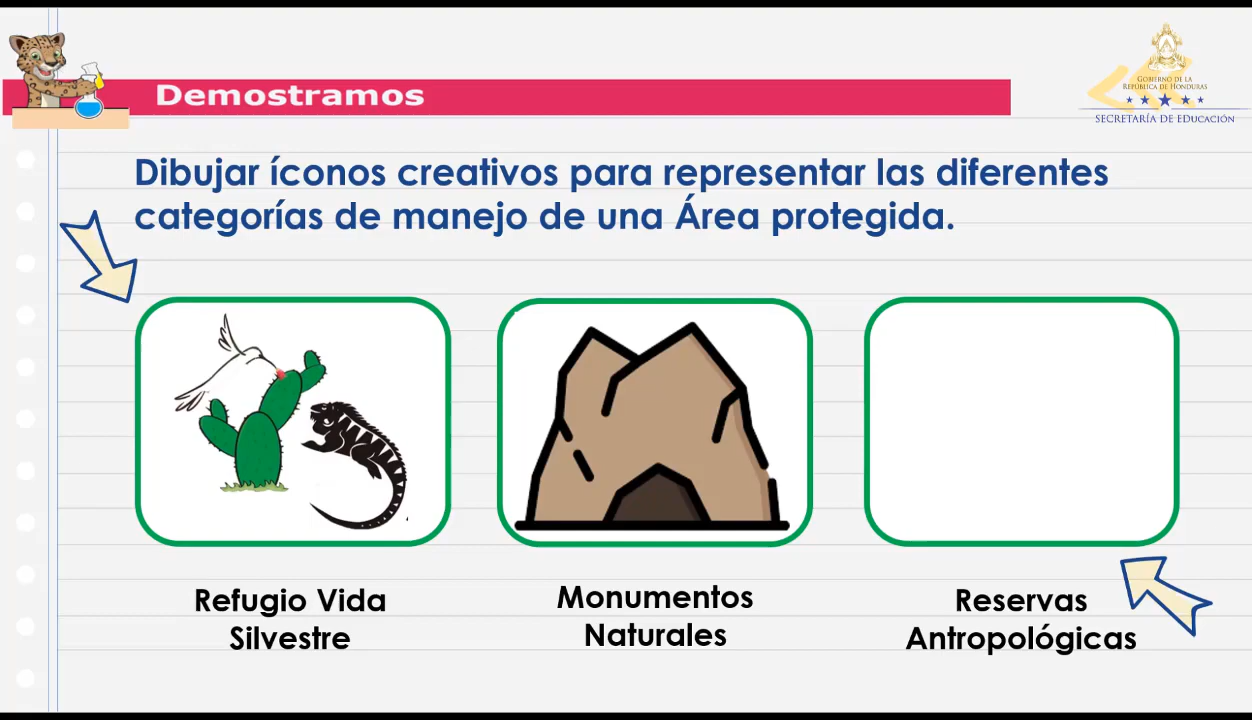 Demostramos
GOBIERNO DE LA
REPÚBLICA DE HONDURAS
SECRETARÍA DE EDUCACIÓN
Dibujar íconos creativos para representar las diferentes
categorías de manejo de una Área protegida.
Refugio Vida
Silvestre
Monumentos
Naturales
Reservas
Antropológicas